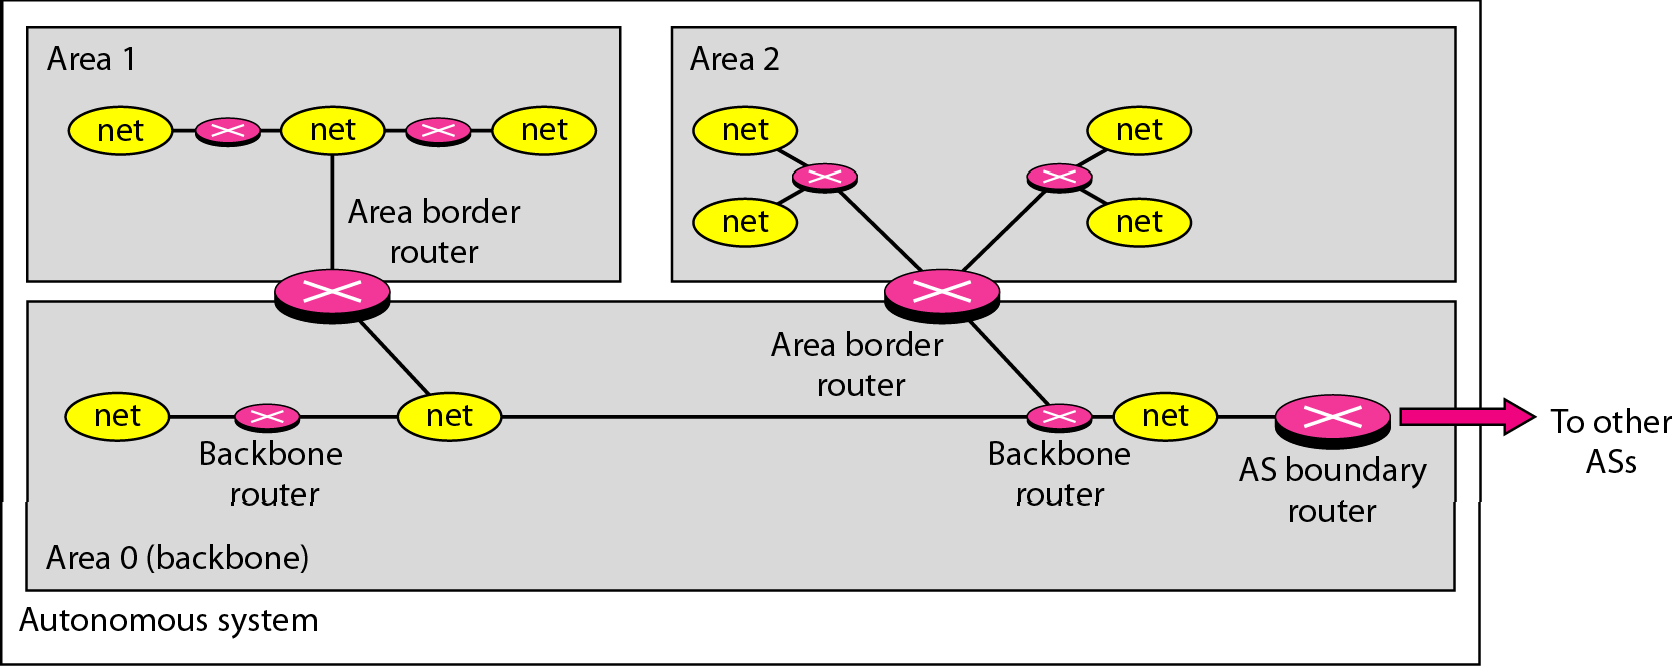 Area 1
net
net
net
Area border
router
Area 2
net
net
net
net
Area border
router
net
Backbone
router
net
Backbone
router
net
AS boundary
router
To other
ASs
Area 0 (backbone)
Autonomous system